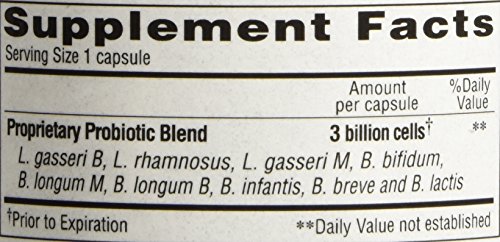 Supplement Facts
Serving Size 1 capsule
Amount per capsule
%Daily Value
Proprietary Probiotic Blend 3 billion cells† **
L. gasseri B, L. rhamnosus, L. gasseri M, B. bifidum,
B. longum M, B. longum B, B. infantis, B. breve and B. lactis
†Prior to Expiration **Daily Value not established